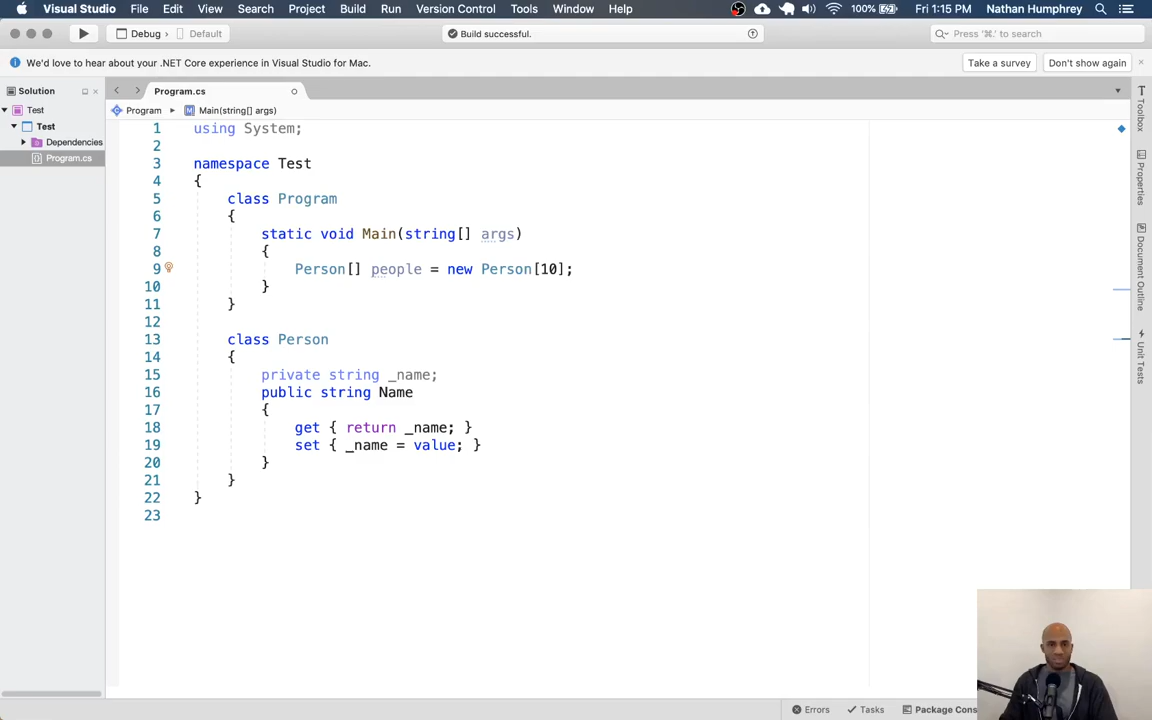 Visual Studio File Edit View Search Project Build Run Version Control Tools Window Help 100% Fri 1:15 PM Nathan Humphrey
Debug › Default Build successful. Press '⌘.' to search
We'd love to hear about your .NET Core experience in Visual Studio for Mac. Take a survey Don't show again
Solution Program.cs
Test Program Main(string[] args)
Test
Dependencies
Program.cs
1 using System;
2
3 namespace Test
4 {
5 class Program
6 {
7 static void Main(string[] args)
8 {
9 Person[] people = new Person[10];
10 }
11 }
12
13 class Person
14 {
15 private string _name;
16 public string Name
17 {
18 get { return _name; }
19 set { _name = value; }
20 }
21 }
22 }
23
Toolbox
Properties
Document Outline
Unit Tests
Errors Tasks Package Cons